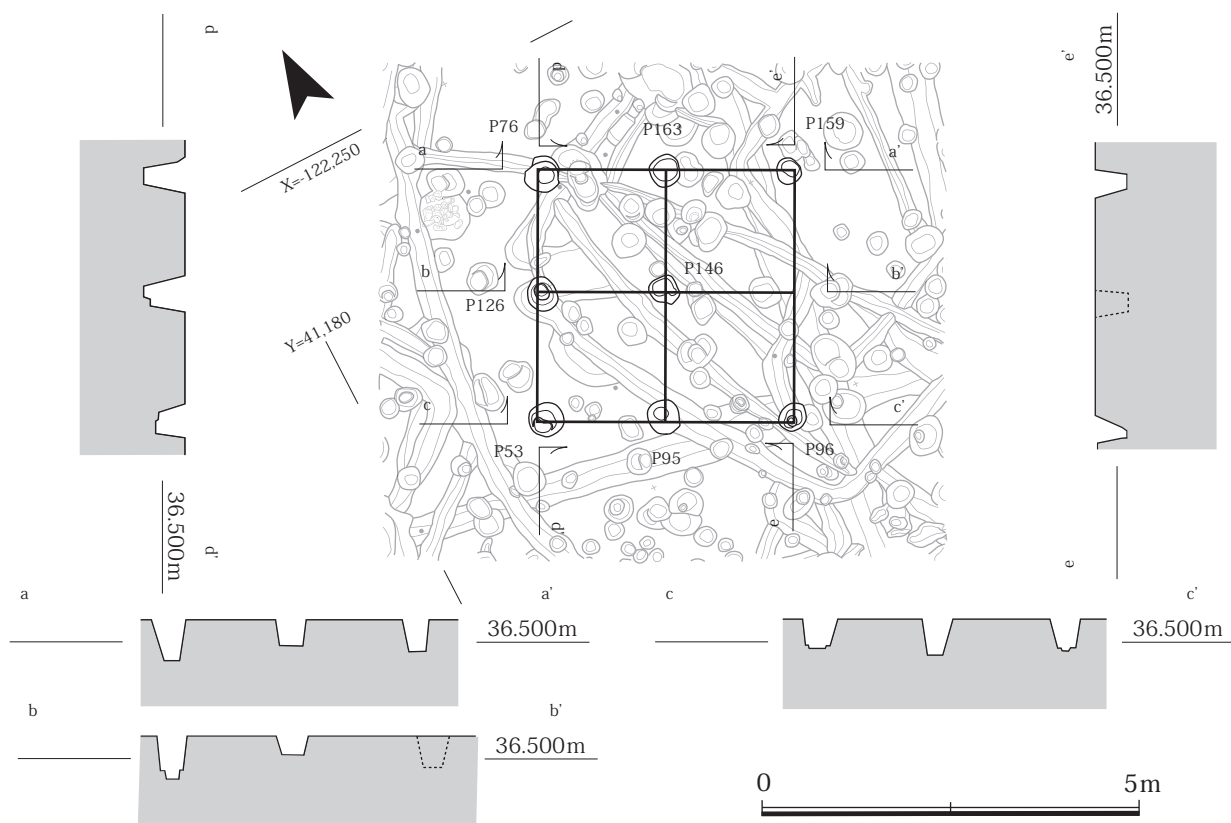 d
d
e'
e'
36.500m
P76
P163
P159
a
a'
X=-122,250
b
P146
b'
P126
Y=41,180
c
c'
P53
P95
P96
36.500m
d'
d'
e
e
a
a'
36.500m
c
c'
36.500m
b
b'
36.500m
0
5m